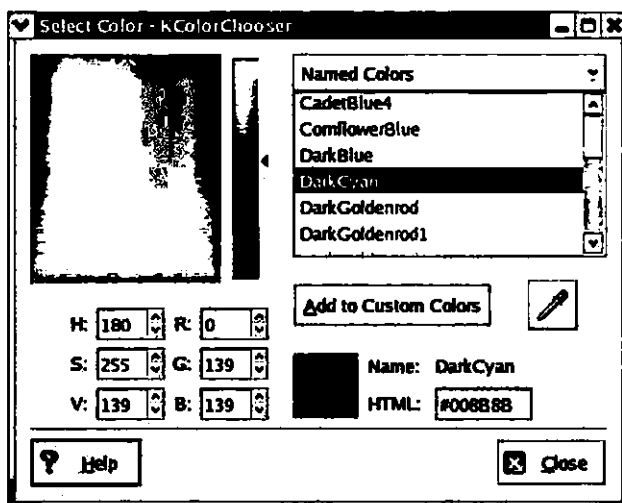 Select Color - KColorChooser
Named Colors
CadetBlue4
CornflowerBlue
DarkBlue
DarkCyan
DarkGoldenrod
DarkGoldenrod1
Add to Custom Colors
H: 180 R: 0
S: 255 G: 139
V: 139 B: 139
Name: DarkCyan
HTML: #008B8B
? Help
Close